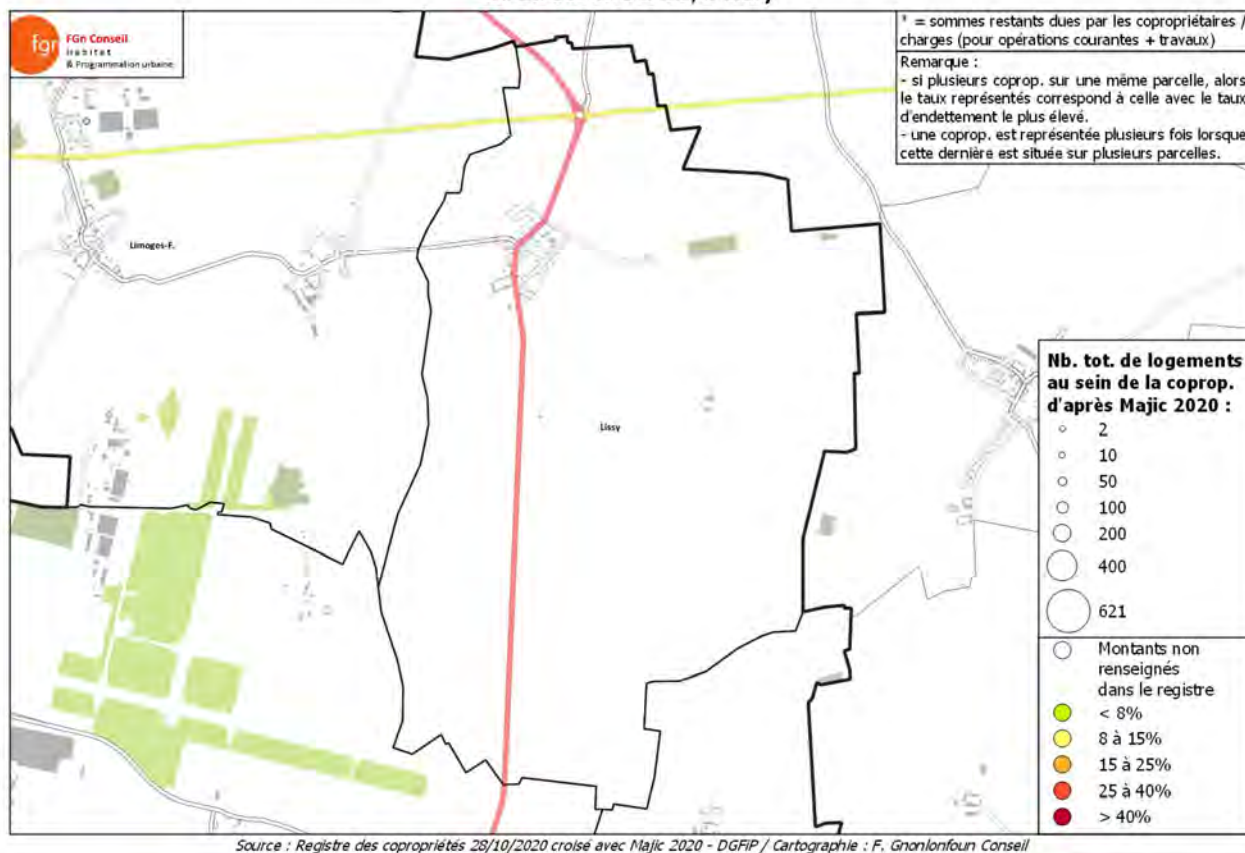 fgn
FGn Conseil
Habitat
& Programmation urbaine
* = sommes restants dues par les copropriétaires /
charges (pour opérations courantes + travaux)
Remarque :
- si plusieurs coprop. sur une même parcelle, alors
le taux représentés correspond à celle avec le taux
d'endettement le plus élevé.
- une coprop. est représentée plusieurs fois lorsque
cette dernière est située sur plusieurs parcelles.
Limoges-F.
Lissy
Nb. tot. de logements
au sein de la coprop.
d'après Majic 2020 :
2
10
50
100
200
400
621
Montants non
renseignés
dans le registre
< 8%
8 à 15%
15 à 25%
25 à 40%
> 40%
Source : Registre des copropriétés 28/10/2020 croisé avec Majic 2020 - DGFiP / Cartographie : F. Gnonlonfoun Conseil